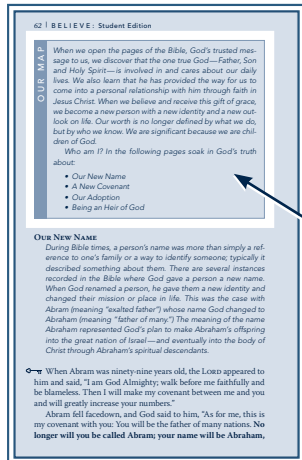 62 | BELIEVE: Student Edition
OUR MAP
When we open the pages of the Bible, God's trusted mes-
sage to us, we discover that the one true God—Father, Son
and Holy Spirit—is involved in and cares about our daily
lives. We also learn that he has provided the way for us to
come into a personal relationship with him through faith in
Jesus Christ. When we believe and receive this gift of grace,
we become a new person with a new identity and a new out-
look on life. Our worth is no longer defined by what we do,
but by who we know. We are significant because we are chil-
dren of God.
Who am I? In the following pages soak in God's truth
about:
• Our New Name
• A New Covenant
• Our Adoption
• Being an Heir of God
OUR NEW NAME
During Bible times, a person's name was more than simply a ref-
erence to one's family or a way to identify someone; typically it
described something about them. There are several instances
recorded in the Bible where God gave a person a new name.
When God renamed a person, he gave them a new identity and
changed their mission or place in life. This was the case with
Abram (meaning "exalted father") whose name God changed to
Abraham (meaning "father of many.") The meaning of the name
Abraham represented God's plan to make Abraham's offspring
into the great nation of Israel—and eventually into the body of
Christ through Abraham's spiritual descendants.
When Abram was ninety-nine years old, the LORD appeared to
him and said, "I am God Almighty; walk before me faithfully and
be blameless. Then I will make my covenant between me and you
and will greatly increase your numbers."
Abram fell facedown, and God said to him, "As for me, this is
my covenant with you: You will be the father of many nations. No
longer will you be called Abram; your name will be Abraham,